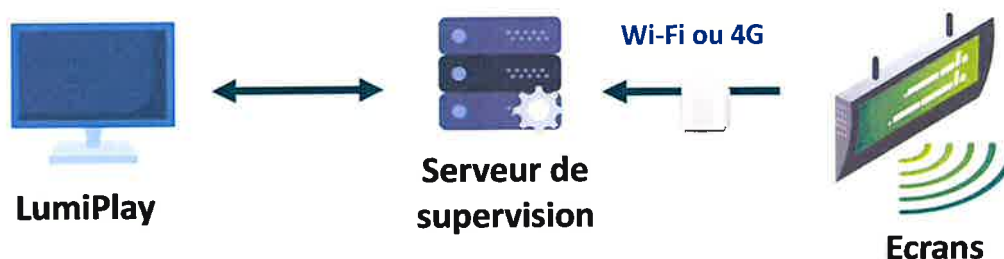 Wi-Fi ou 4G
LumiPlay
Serveur de
supervision
Ecrans